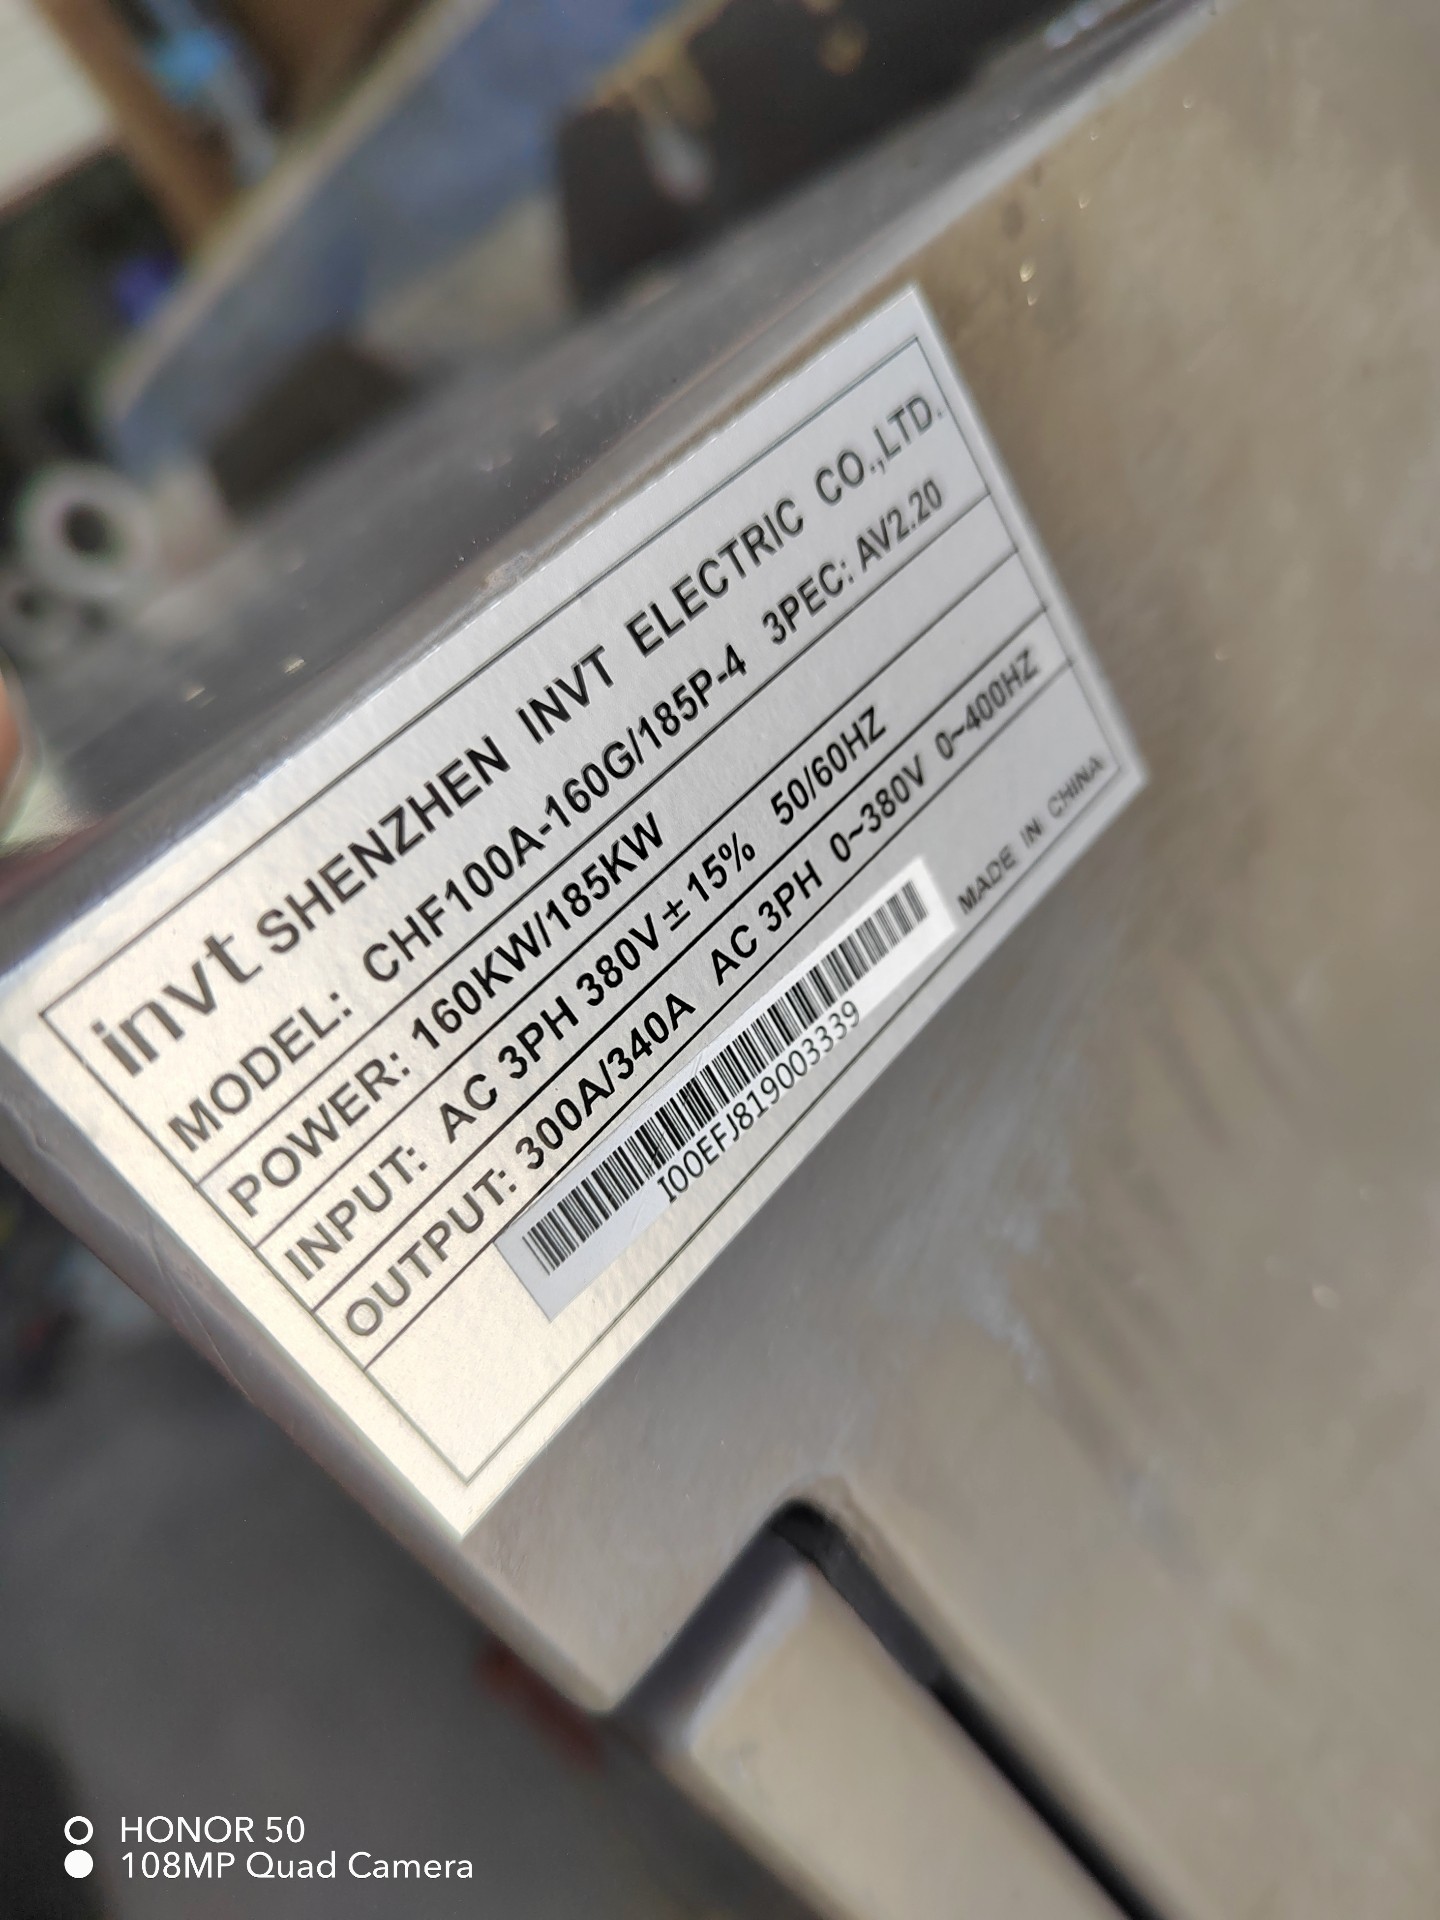 invt SHENZHEN INVT ELECTRIC CO.,LTD.
MODEL: CHF100A-160G/185P-4 3PEC: AV2.20
POWER: 160KW/185KW
INPUT: AC 3PH 380V±15% 50/60HZ
OUTPUT: 300A/340A AC 3PH 0~380V 0~400HZ
I00EFJ819003339
MADE IN CHINA
HONOR 50
108MP Quad Camera